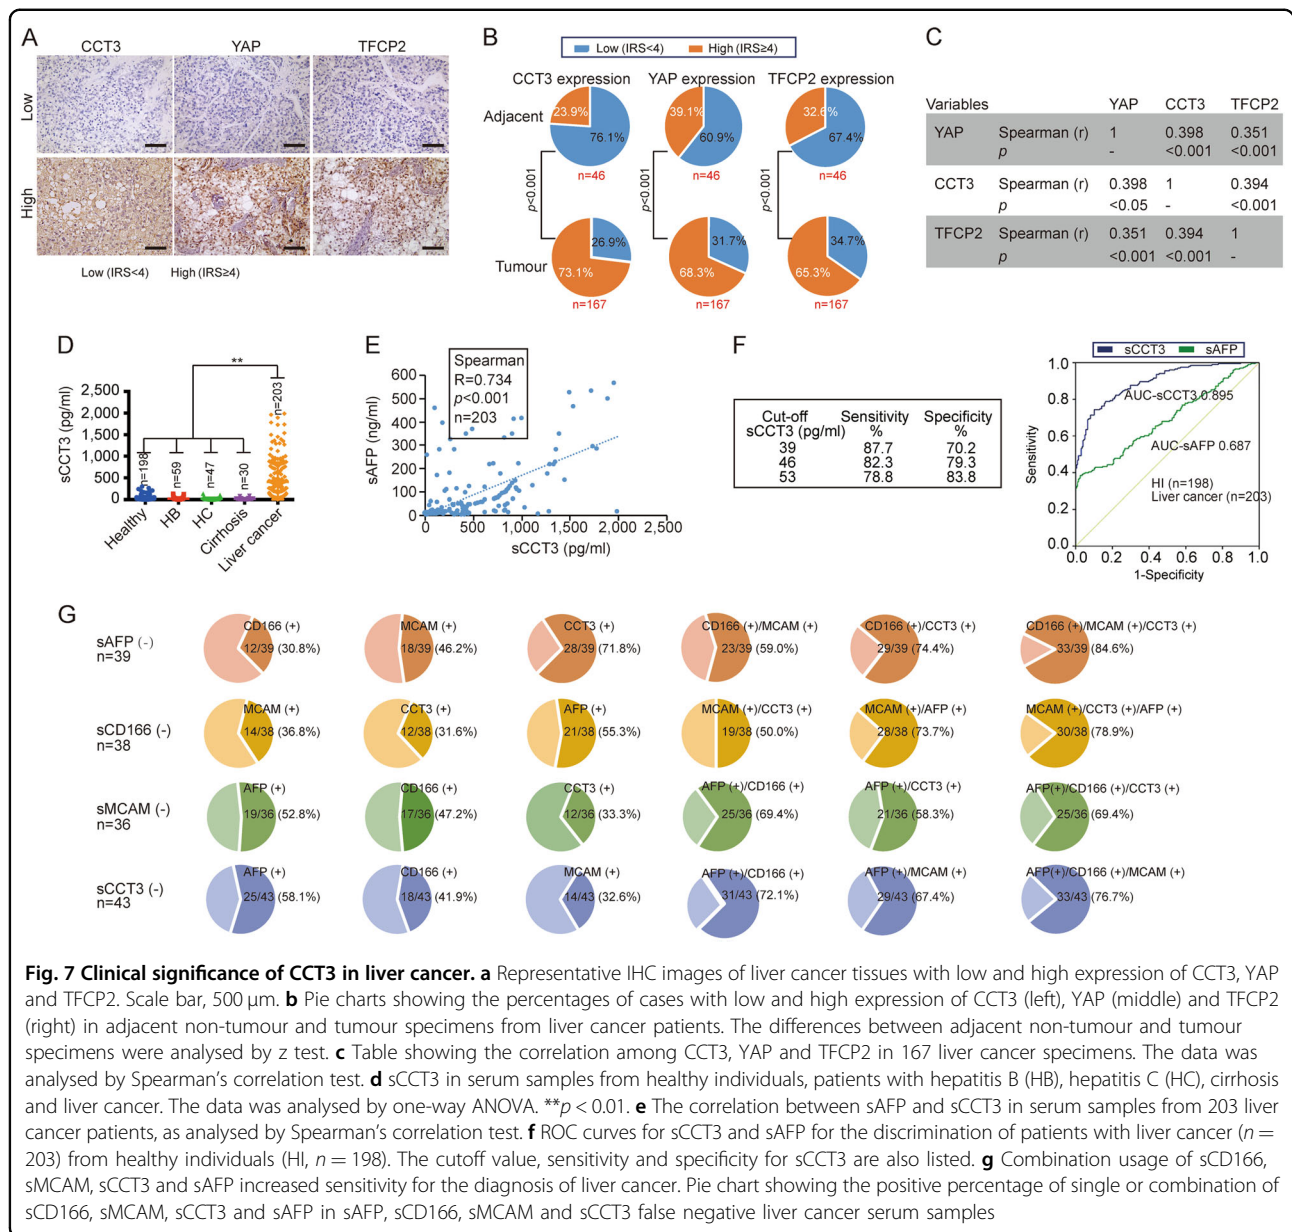 A
CCT3 YAP TFCP2
Low
High
Low (IRS<4) High (IRS≥4)
B
Low (IRS<4) High (IRS≥4)
CCT3 expression YAP expression TFCP2 expression
Adjacent
23.9% 76.1% 39.1% 60.9% 32.6% 67.4%
n=46 n=46 n=46
p<0.001 p<0.001 p<0.001
Tumour
26.9% 73.1% 31.7% 68.3% 34.7% 65.3%
n=167 n=167 n=167
C
Variables YAP CCT3 TFCP2
YAP Spearman (r) 1 0.398 0.351
p - <0.001 <0.001
CCT3 Spearman (r) 0.398 1 0.394
p <0.05 - <0.001
TFCP2 Spearman (r) 0.351 0.394 1
p <0.001 <0.001 -
D
**
sCCT3 (pg/ml)
2,500
2,000
1,500
1,000
500
0
n=198 n=59 n=47 n=30 n=203
Healthy HB HC Cirrhosis Liver cancer
E
Spearman
R=0.734
p<0.001
n=203
sAFP (ng/ml)
600
500
400
300
200
100
0
0 500 1,000 1,500 2,000 2,500
sCCT3 (pg/ml)
F
Cut-off Sensitivity Specificity
sCCT3 (pg/ml) % %
39 87.7 70.2
46 82.3 79.3
53 78.8 83.8
sCCT3 sAFP
Sensitivity
1.0
0.8
0.6
0.4
0.2
0.0
AUC-sCCT3 0.895
AUC-sAFP 0.687
HI (n=198)
Liver cancer (n=203)
0.0 0.2 0.4 0.6 0.8 1.0
1-Specificity
G
sAFP (-)
n=39
CD166 (+) MCAM (+) CCT3 (+) CD166 (+)/MCAM (+) CD166 (+)/CCT3 (+) CD166 (+)/MCAM (+)/CCT3 (+)
12/39 (30.8%) 18/39 (46.2%) 28/39 (71.8%) 23/39 (59.0%) 29/39 (74.4%) 33/39 (84.6%)
sCD166 (-)
n=38
MCAM (+) CCT3 (+) AFP (+) MCAM (+)/CCT3 (+) MCAM (+)/AFP (+) MCAM (+)/CCT3 (+)/AFP (+)
14/38 (36.8%) 12/38 (31.6%) 21/38 (55.3%) 19/38 (50.0%) 28/38 (73.7%) 30/38 (78.9%)
sMCAM (-)
n=36
AFP (+) CD166 (+) CCT3 (+) AFP (+)/CD166 (+) AFP (+)/CCT3 (+) AFP(+)/CD166 (+)/CCT3 (+)
19/36 (52.8%) 17/36 (47.2%) 12/36 (33.3%) 25/36 (69.4%) 21/36 (58.3%) 25/36 (69.4%)
sCCT3 (-)
n=43
AFP (+) CD166 (+) MCAM (+) AFP (+)/CD166 (+) AFP (+)/MCAM (+) AFP(+)/CD166 (+)/MCAM (+)
25/43 (58.1%) 18/43 (41.9%) 14/43 (32.6%) 31/43 (72.1%) 29/43 (67.4%) 33/43 (76.7%)
Fig. 7 Clinical significance of CCT3 in liver cancer. a Representative IHC images of liver cancer tissues with low and high expression of CCT3, YAP
and TFCP2. Scale bar, 500 μm. b Pie charts showing the percentages of cases with low and high expression of CCT3 (left), YAP (middle) and TFCP2
(right) in adjacent non-tumour and tumour specimens from liver cancer patients. The differences between adjacent non-tumour and tumour
specimens were analysed by z test. c Table showing the correlation among CCT3, YAP and TFCP2 in 167 liver cancer specimens. The data was
analysed by Spearman's correlation test. d sCCT3 in serum samples from healthy individuals, patients with hepatitis B (HB), hepatitis C (HC), cirrhosis
and liver cancer. The data was analysed by one-way ANOVA. **p < 0.01. e The correlation between sAFP and sCCT3 in serum samples from 203 liver
cancer patients, as analysed by Spearman's correlation test. f ROC curves for sCCT3 and sAFP for the discrimination of patients with liver cancer (n =
203) from healthy individuals (HI, n = 198). The cutoff value, sensitivity and specificity for sCCT3 are also listed. g Combination usage of sCD166,
sMCAM, sCCT3 and sAFP increased sensitivity for the diagnosis of liver cancer. Pie chart showing the positive percentage of single or combination of
sCD166, sMCAM, sCCT3 and sAFP in sAFP, sCD166, sMCAM and sCCT3 false negative liver cancer serum samples